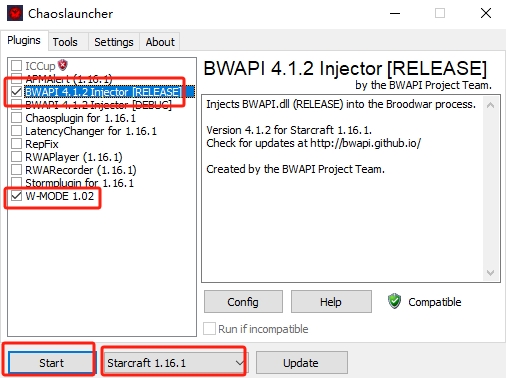 Chaoslauncher
Plugins Tools Settings About
ICCup
APMAlert (1.16.1)
BWAPI 4.1.2 Injector [RELEASE]
BWAPI 4.1.2 Injector [DEBUG]
Chaosplugin for 1.16.1
LatencyChanger for 1.16.1
RepFix
RWAPlayer (1.16.1)
RWARecorder (1.16.1)
Stormplugin for 1.16.1
W-MODE 1.02
BWAPI 4.1.2 Injector [RELEASE]
by the BWAPI Project Team.
Injects BWAPI.dll (RELEASE) into the Broodwar process.
Version 4.1.2 for Starcraft 1.16.1.
Check for updates at http://bwapi.github.io/
Created by the BWAPI Project Team.
Config Help Compatible
Run if incompatible
Start Starcraft 1.16.1 Update